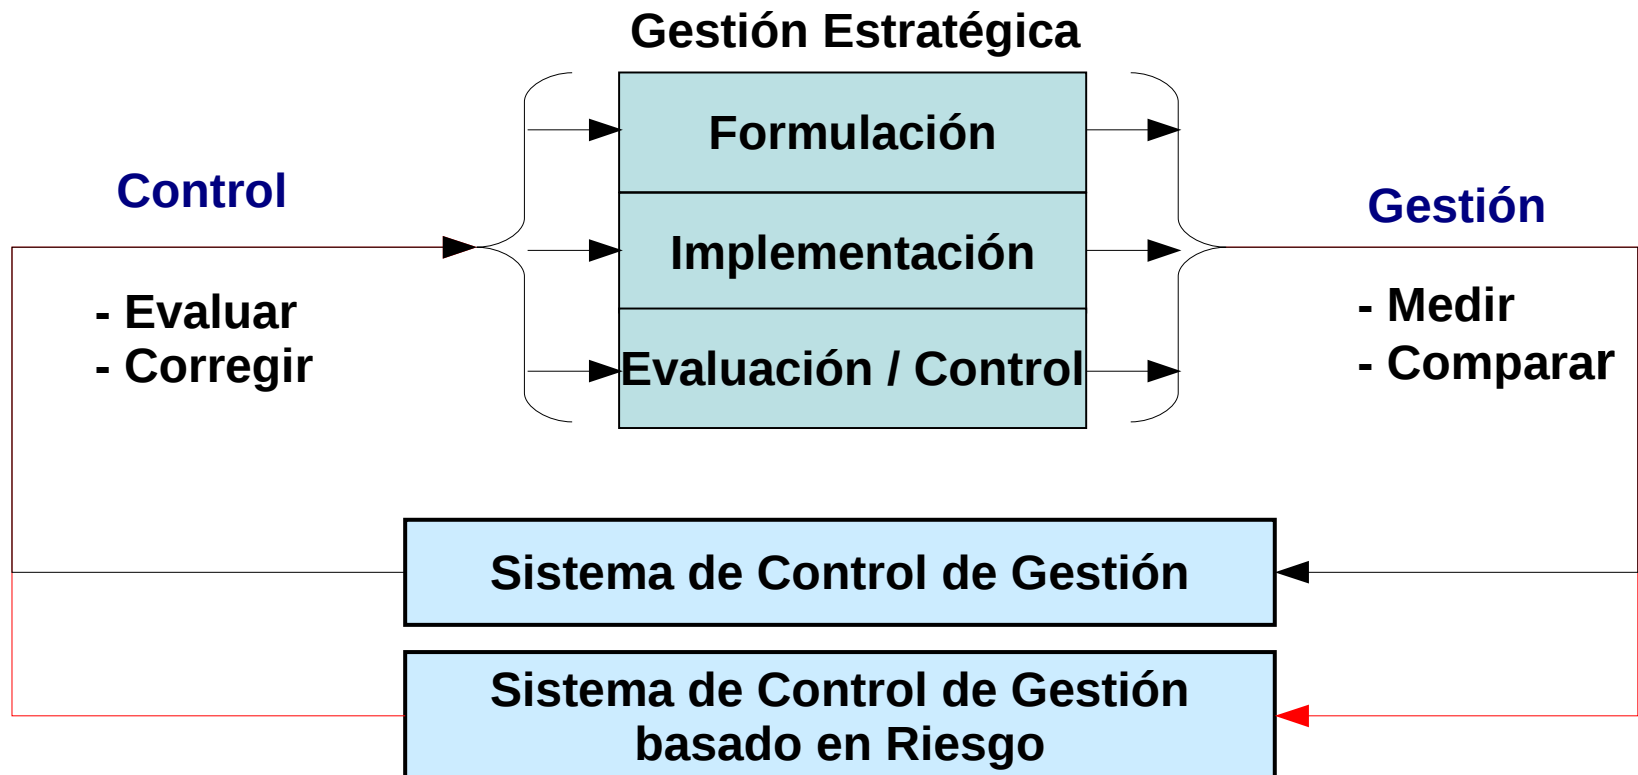 Gestión Estratégica
Formulación
Control
Gestión
Implementación
- Evaluar
- Corregir
- Medir
- Comparar
Evaluación / Control
Sistema de Control de Gestión
Sistema de Control de Gestión
basado en Riesgo